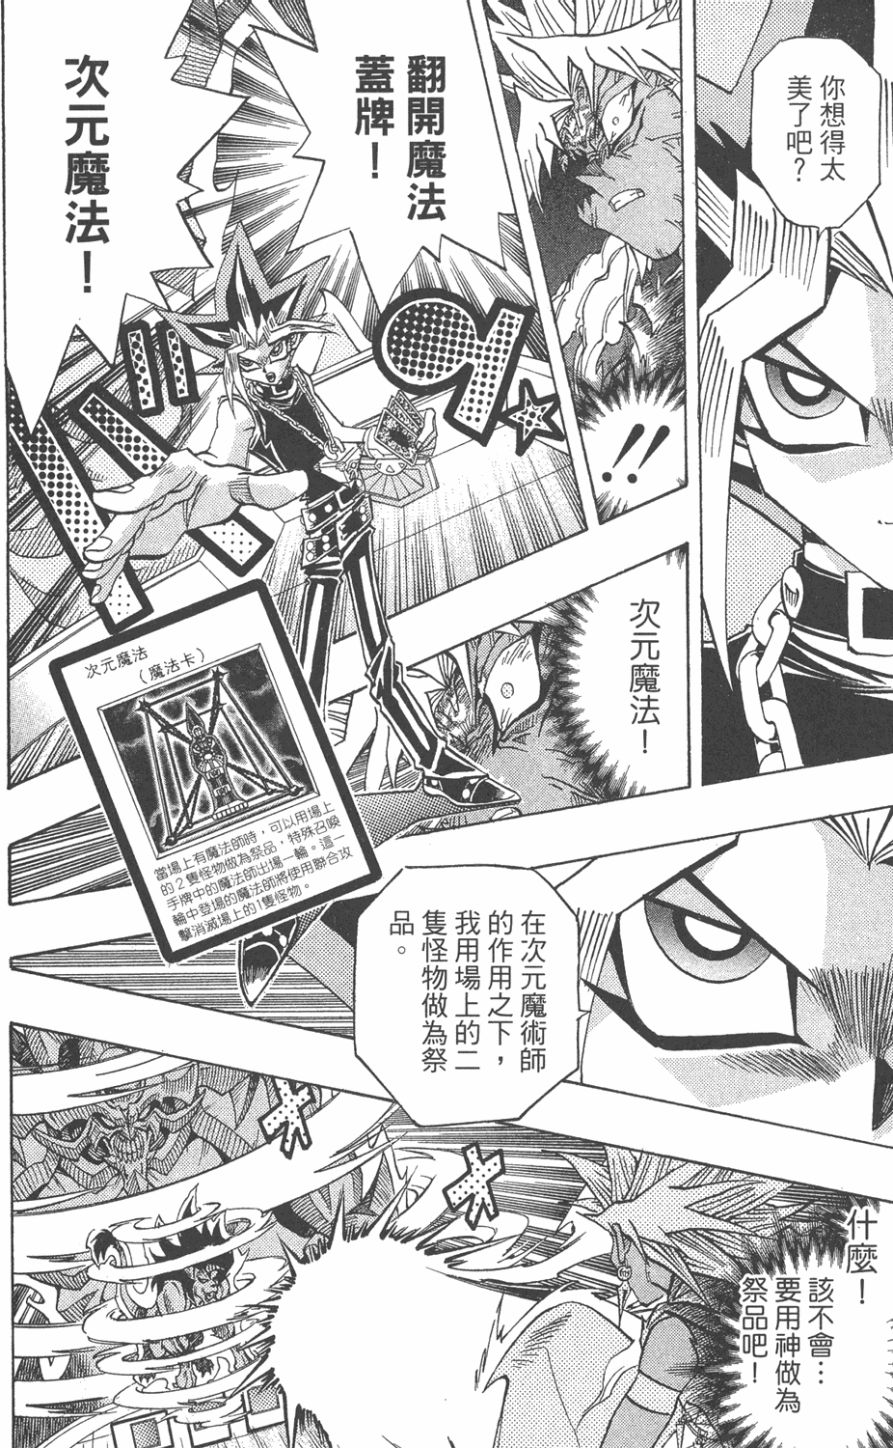 你想得太
美了吧？
!!
翻開魔法
蓋牌！
次元魔法！
次元魔法
（魔法卡）
當場上有魔法師時，可以用場上
的2隻怪物做為祭品，特殊召喚
手牌中的魔法師出場一輪。這一
輪中登場的魔法師將使用聯合攻
擊消滅場上的1隻怪物。
次元魔法！
在次元魔術師
的作用之下，
我用場上的二
隻怪物做為祭
品。
什麼！
該不會…
要用神做為
祭品吧！